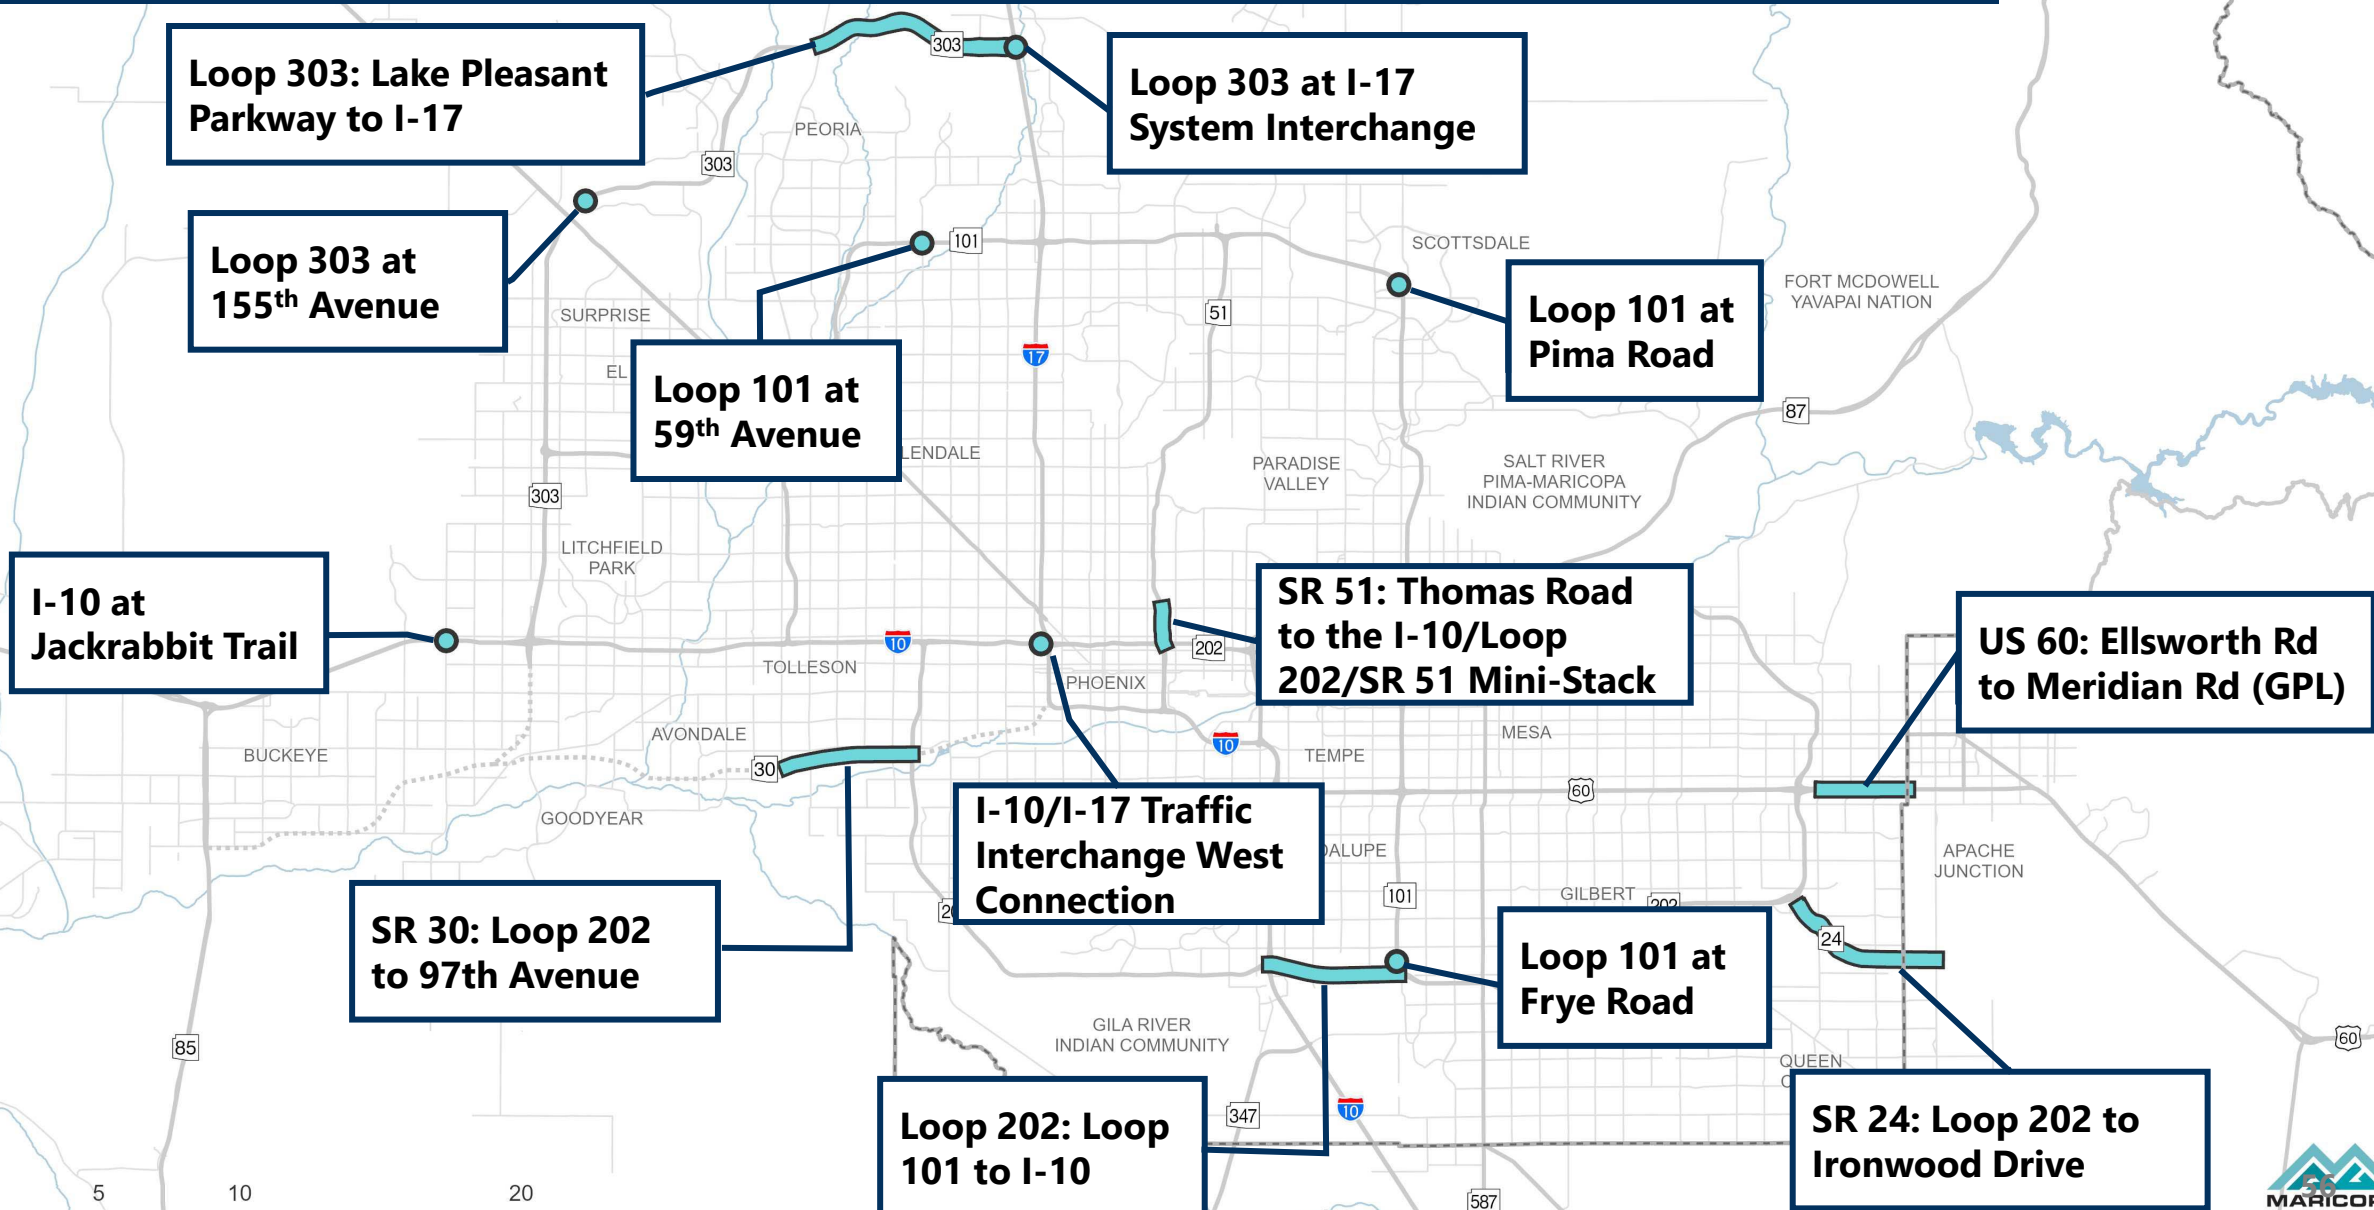 Loop 303: Lake Pleasant
Parkway to I-17
303
Loop 303 at I-17
System Interchange
PEORIA
303
Loop 303 at
155th Avenue
101
SCOTTSDALE
Loop 101 at
Pima Road
FORT MCDOWELL
YAVAPAI NATION
SURPRISE
51
17
EL
Loop 101 at
59th Avenue
87
LENDALE
PARADISE
VALLEY
SALT RIVER
PIMA-MARICOPA
INDIAN COMMUNITY
303
LITCHFIELD
PARK
I-10 at
Jackrabbit Trail
10
TOLLESON
PHOENIX
202
SR 51: Thomas Road
to the I-10/Loop
202/SR 51 Mini-Stack
US 60: Ellsworth Rd
to Meridian Rd (GPL)
BUCKEYE
AVONDALE
30
10
TEMPE
MESA
60
GOODYEAR
I-10/I-17 Traffic
Interchange West
Connection
DALUPE
APACHE
JUNCTION
101
GILBERT
202
20
SR 30: Loop 202
to 97th Avenue
Loop 101 at
Frye Road
24
85
GILA RIVER
INDIAN COMMUNITY
60
QUEEN
C
347
10
Loop 202: Loop
101 to I-10
SR 24: Loop 202 to
Ironwood Drive
5
10
20
587
56
MARICOP